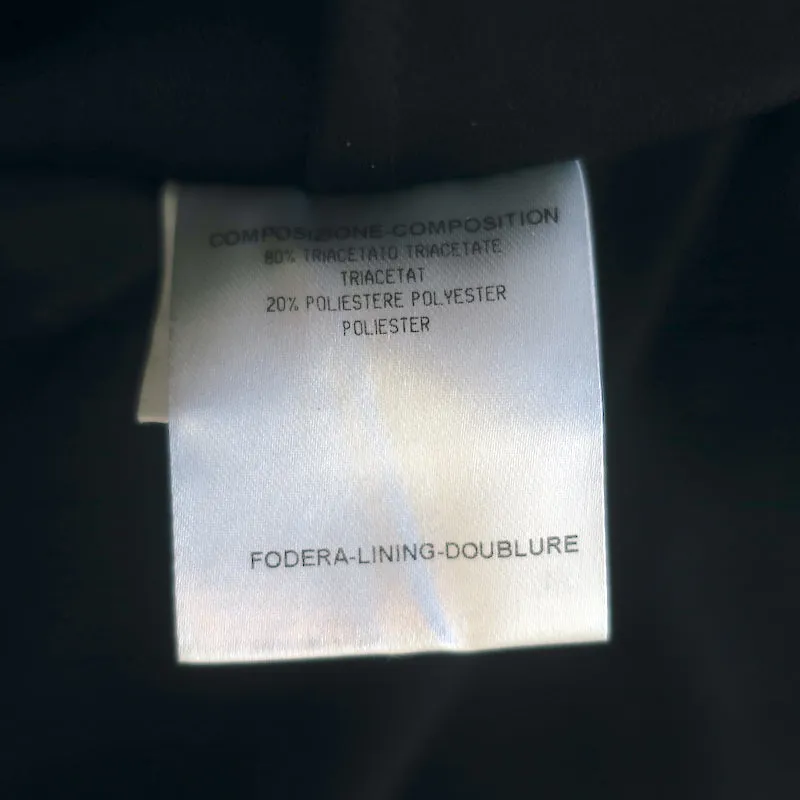 COMPOSIZIONE-COMPOSITION
80% TRIACETATO TRIACETATE
TRIACETAT
20% POLIESTERE POLYESTER
POLIESTER
FODERA-LINING-DOUBLURE